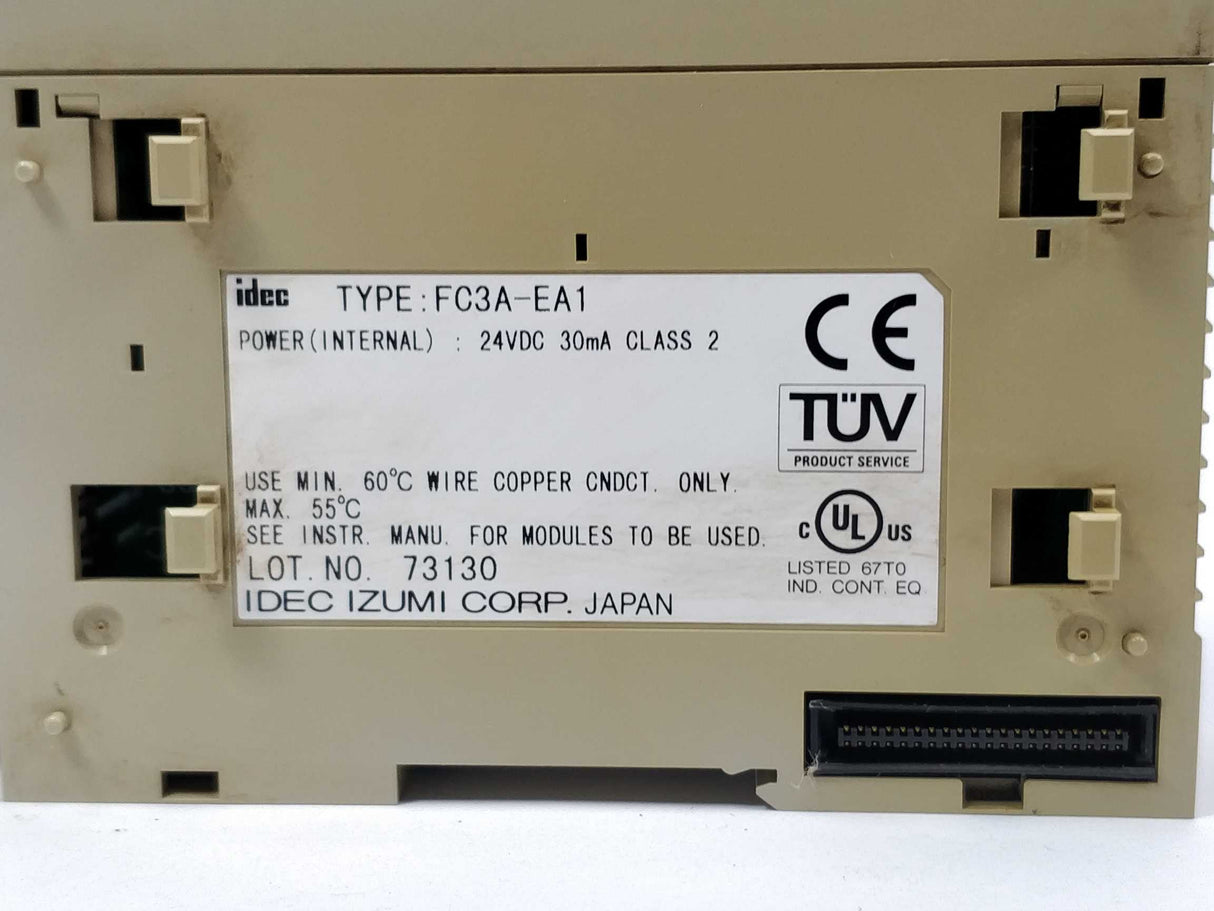 idec TYPE:FC3A-EA1
POWER(INTERNAL) : 24VDC 30mA CLASS 2
CE
TÜV
PRODUCT SERVICE
USE MIN. 60°C WIRE COPPER CNDCT. ONLY.
MAX. 55°C
SEE INSTR. MANU. FOR MODULES TO BE USED.
LOT.NO. 73130
IDEC IZUMI CORP. JAPAN
C UL US
LISTED 67T0
IND. CONT. EQ